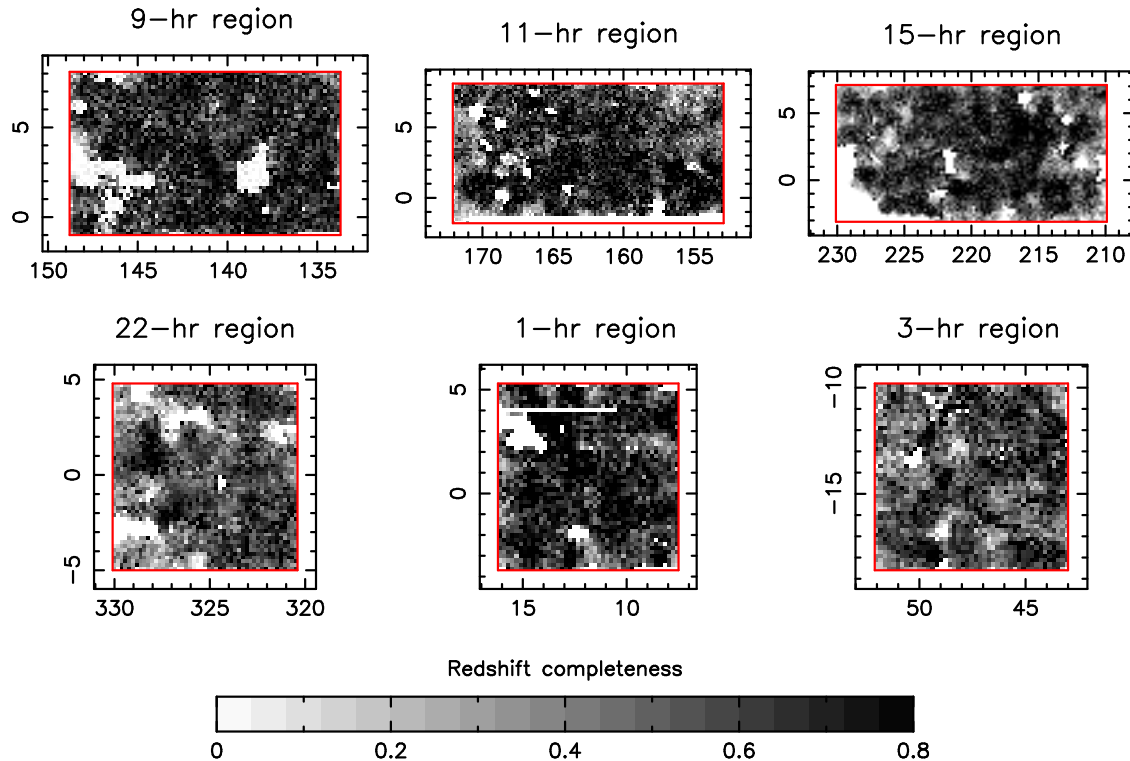 9-hr region
11-hr region
15-hr region
5
0
150 145 140 135
5
0
170 165 160 155
5
0
230 225 220 215 210
22-hr region
1-hr region
3-hr region
5
0
-5
330 325 320
5
0
15 10
-10
-15
50 45
Redshift completeness
0 0.2 0.4 0.6 0.8